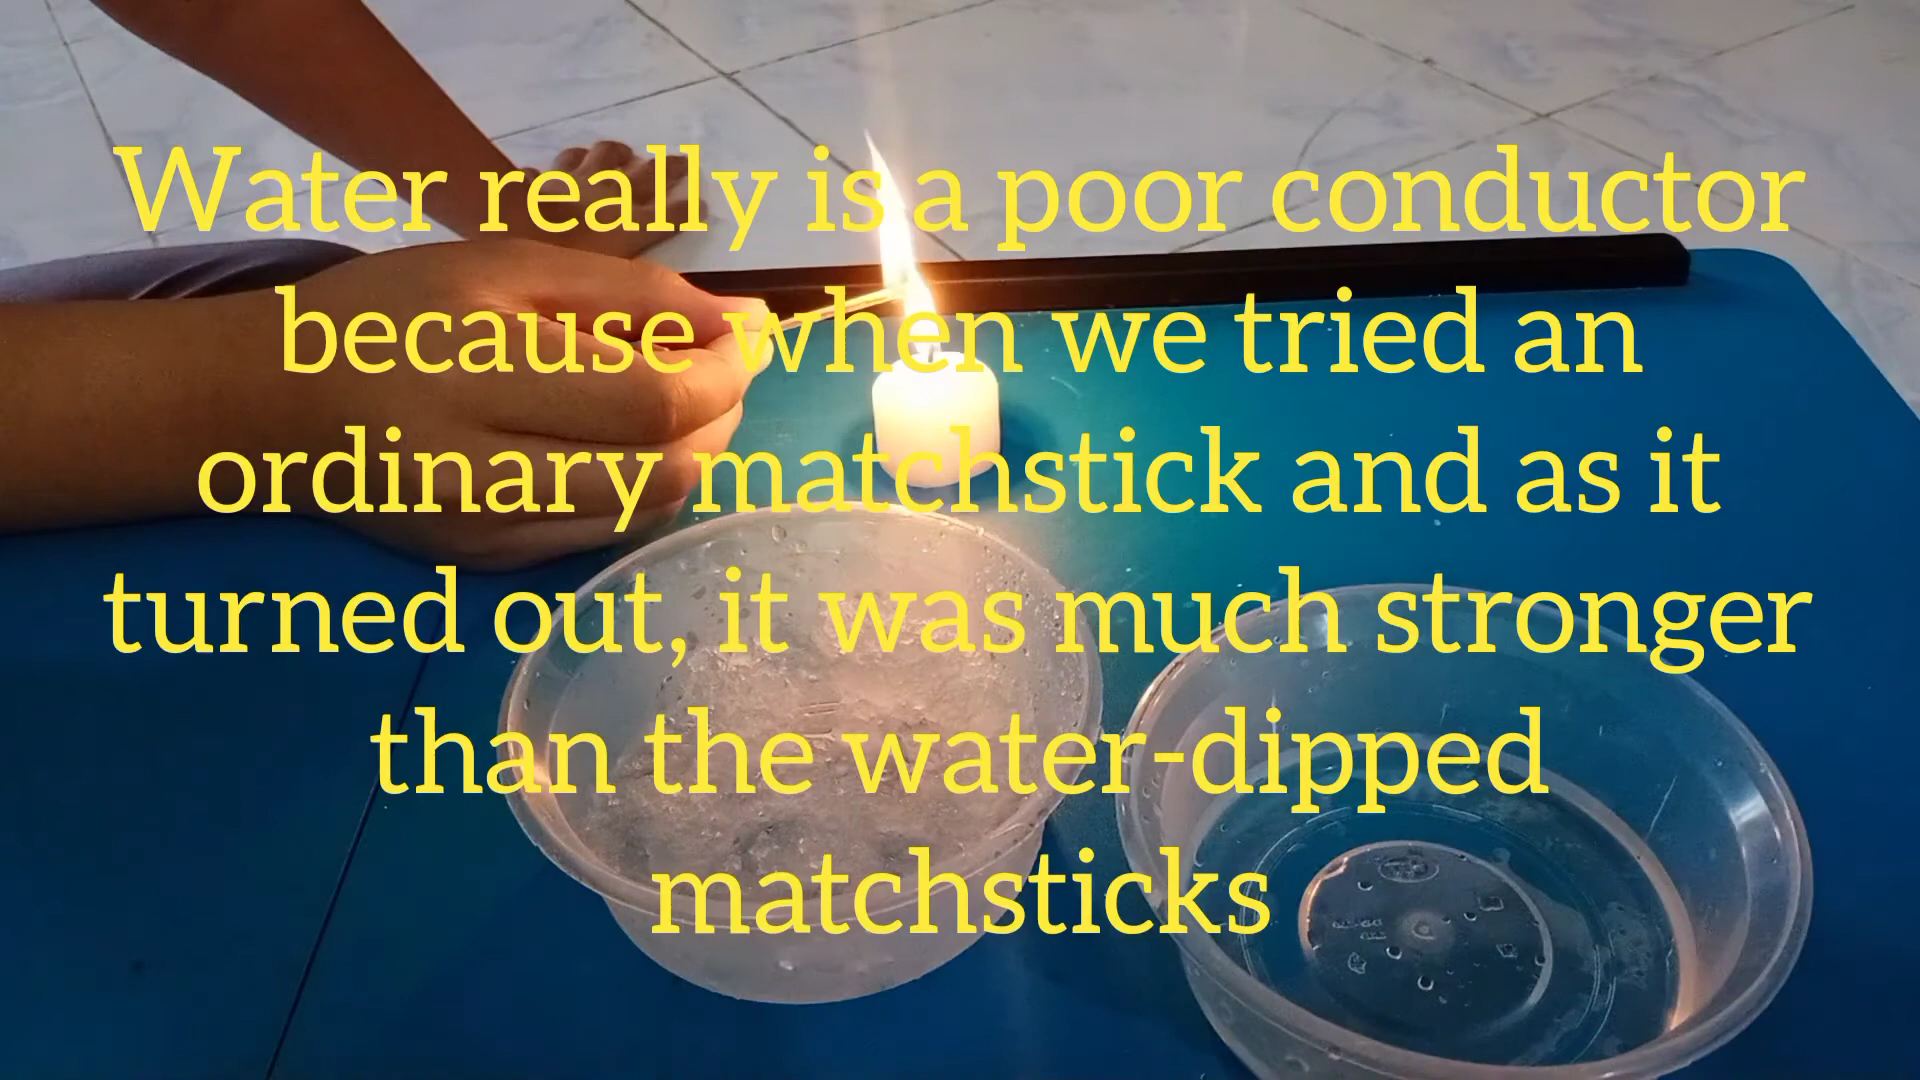 Water really is a poor conductor
because when we tried an
ordinary matchstick and as it
turned out, it was much stronger
than the water-dipped
matchsticks